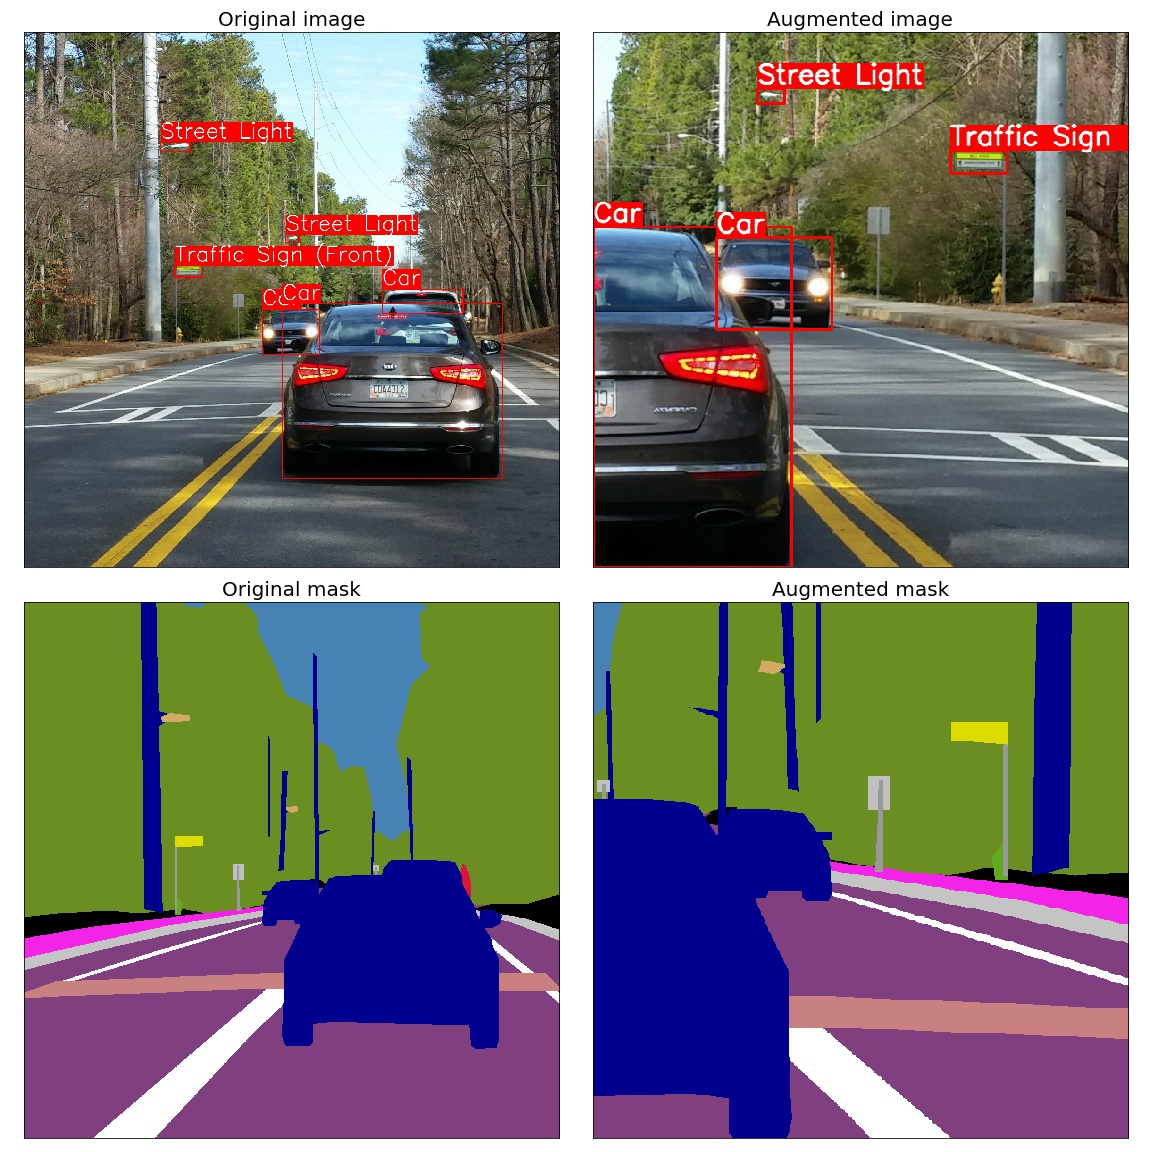 Original image
Augmented image
Street Light
Street Light
Traffic Sign (Front)
Car
Car
KIA
Street Light
Traffic Sign
Car
Car
Original mask
Augmented mask